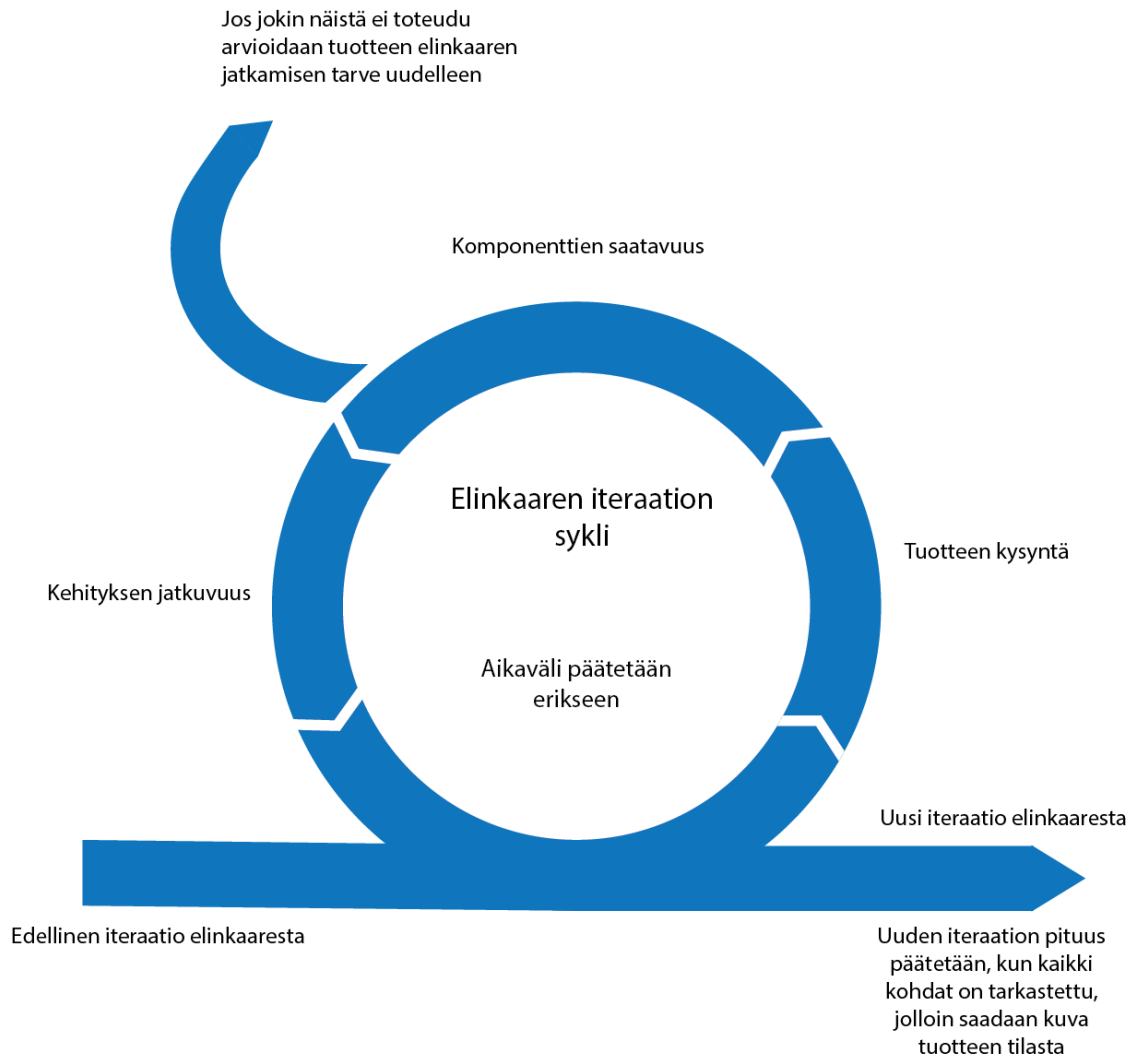 Jos jokin näistä ei toteudu
arvioidaan tuotteen elinkaaren
jatkamisen tarve uudelleen
Komponenttien saatavuus
Elinkaaren iteraation
sykli
Tuotteen kysyntä
Kehityksen jatkuvuus
Aikaväli päätetään
erikseen
Uusi iteraatio elinkaaresta
Edellinen iteraatio elinkaaresta
Uuden iteraation pituus
päätetään, kun kaikki
kohdat on tarkastettu,
jolloin saadaan kuva
tuotteen tilasta